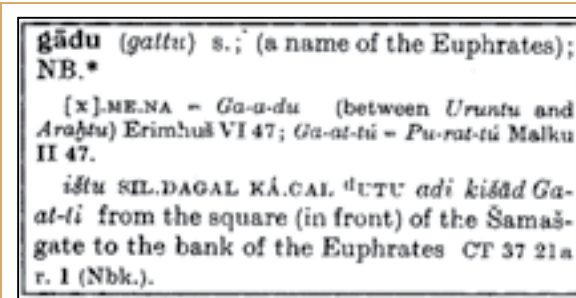 gādu (gattu) s.; (a name of the Euphrates);
NB.*
[x].ME.NA = Ga-a-du (between Uruntu and
Araḫtu) Erimhuš VI 47; Ga-at-tú = Pu-rat-tú Malku
II 47.
ištu SIL.DAGAL KÁ.GAL ᵈUTU adi kišād Ga-
at-ti from the square (in front) of the Šamaš-
gate to the bank of the Euphrates CT 37 21a
r. 1 (Nbk.).